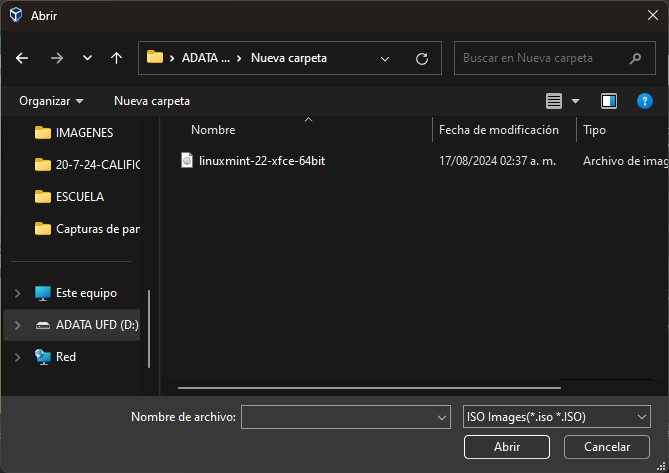 Abrir
ADATA ... > Nueva carpeta
Buscar en Nueva carpeta
Organizar
Nueva carpeta
Nombre
Fecha de modificación
Tipo
IMAGENES
20-7-24-CALIFIC
ESCUELA
Capturas de pan
linuxmint-22-xfce-64bit
17/08/2024 02:37 a. m.
Archivo de imag
Este equipo
ADATA UFD (D:)
Red
Nombre de archivo:
ISO Images(*.iso *.ISO)
Abrir
Cancelar